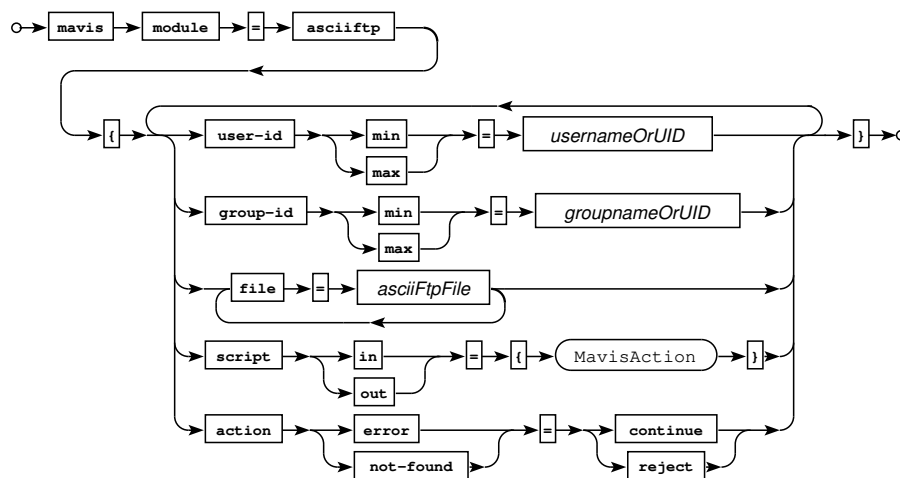 mavis module = asciiftp
{ user-id min = usernameOrUID }
max
group-id min = groupnameOrUID
max
file = asciiFtpFile
script in = { MavisAction }
out
action error = continue
not-found reject